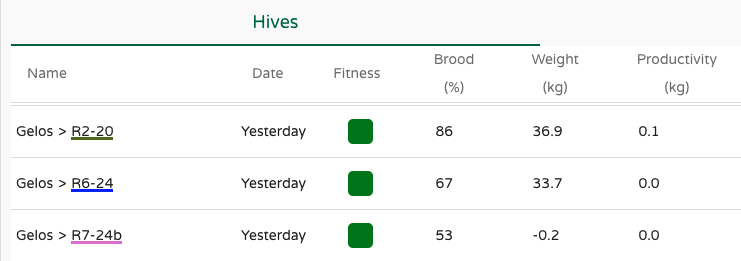 Hives
Name Date Fitness Brood (%) Weight (kg) Productivity (kg)
Gelos > R2-20 Yesterday 86 36.9 0.1
Gelos > R6-24 Yesterday 67 33.7 0.0
Gelos > R7-24b Yesterday 53 -0.2 0.0